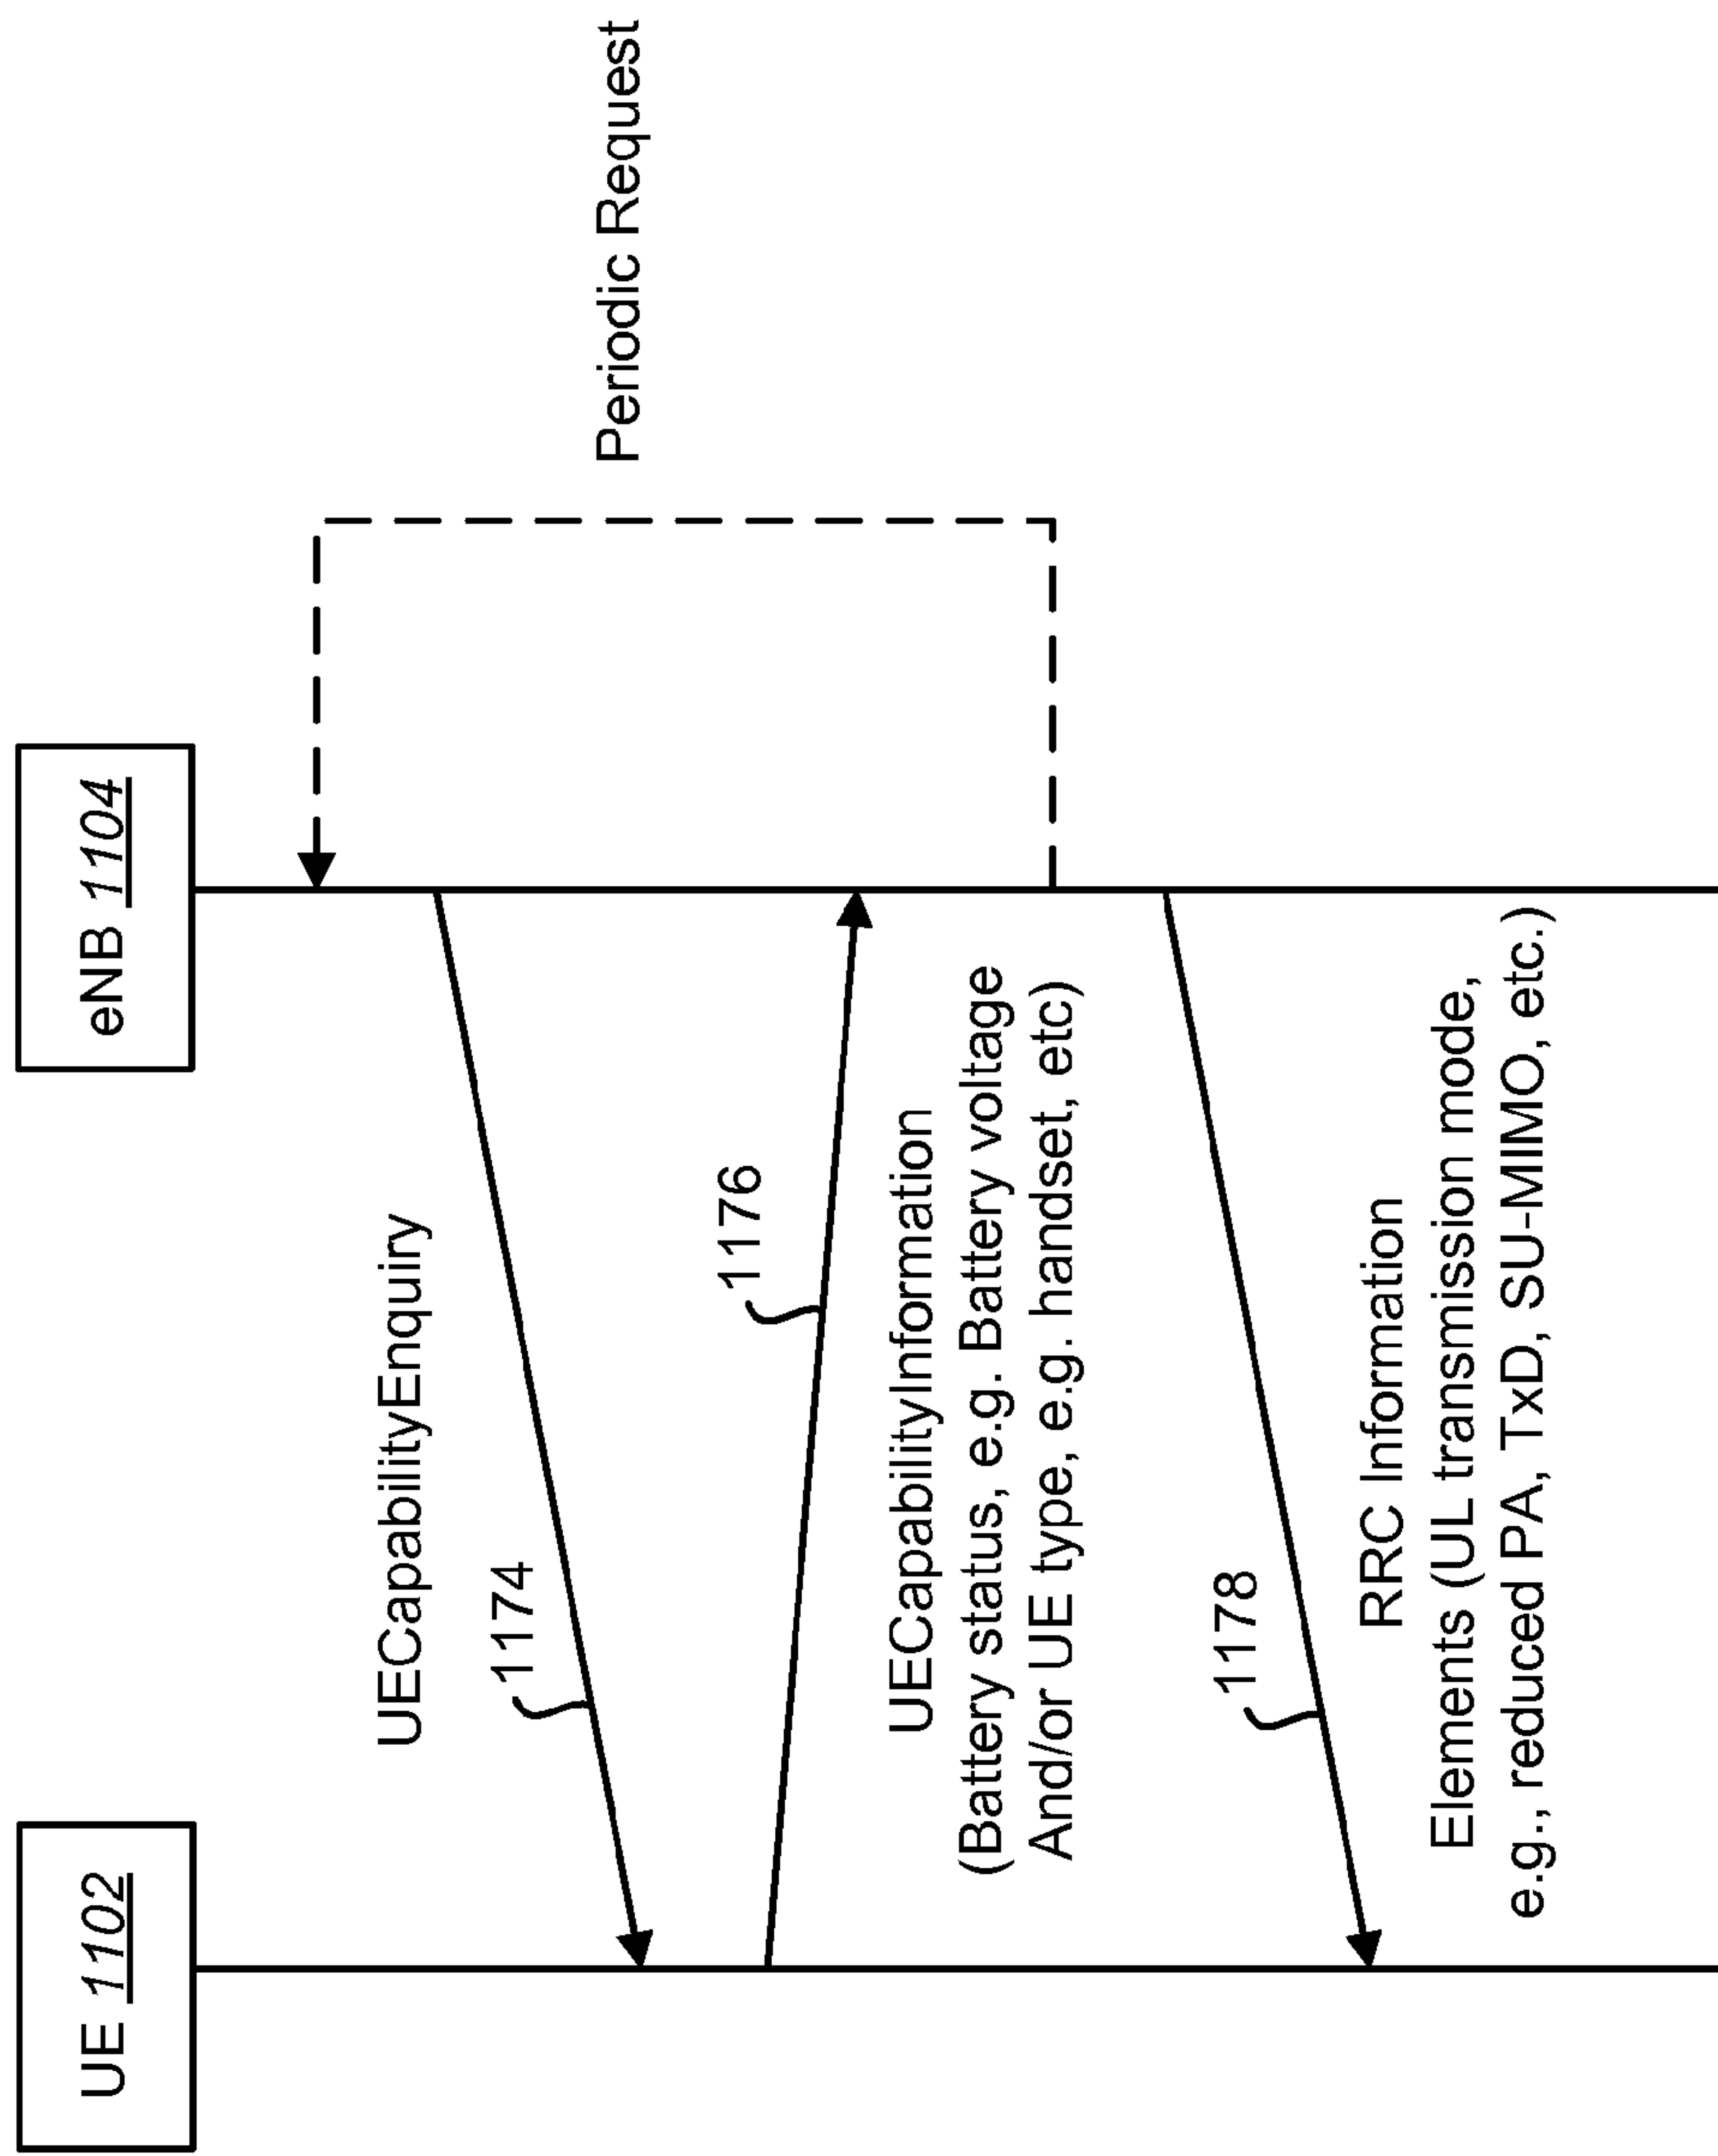 UE 1102
eNB 1104
UECapabilityEnquiry
1174
Periodic Request
1176
UECapabilityInformation
(Battery status, e.g. Battery voltage
And/or UE type, e.g. handset, etc)
1178
RRC Information
Elements (UL transmission mode,
e.g., reduced PA, TxD, SU-MIMO, etc.)